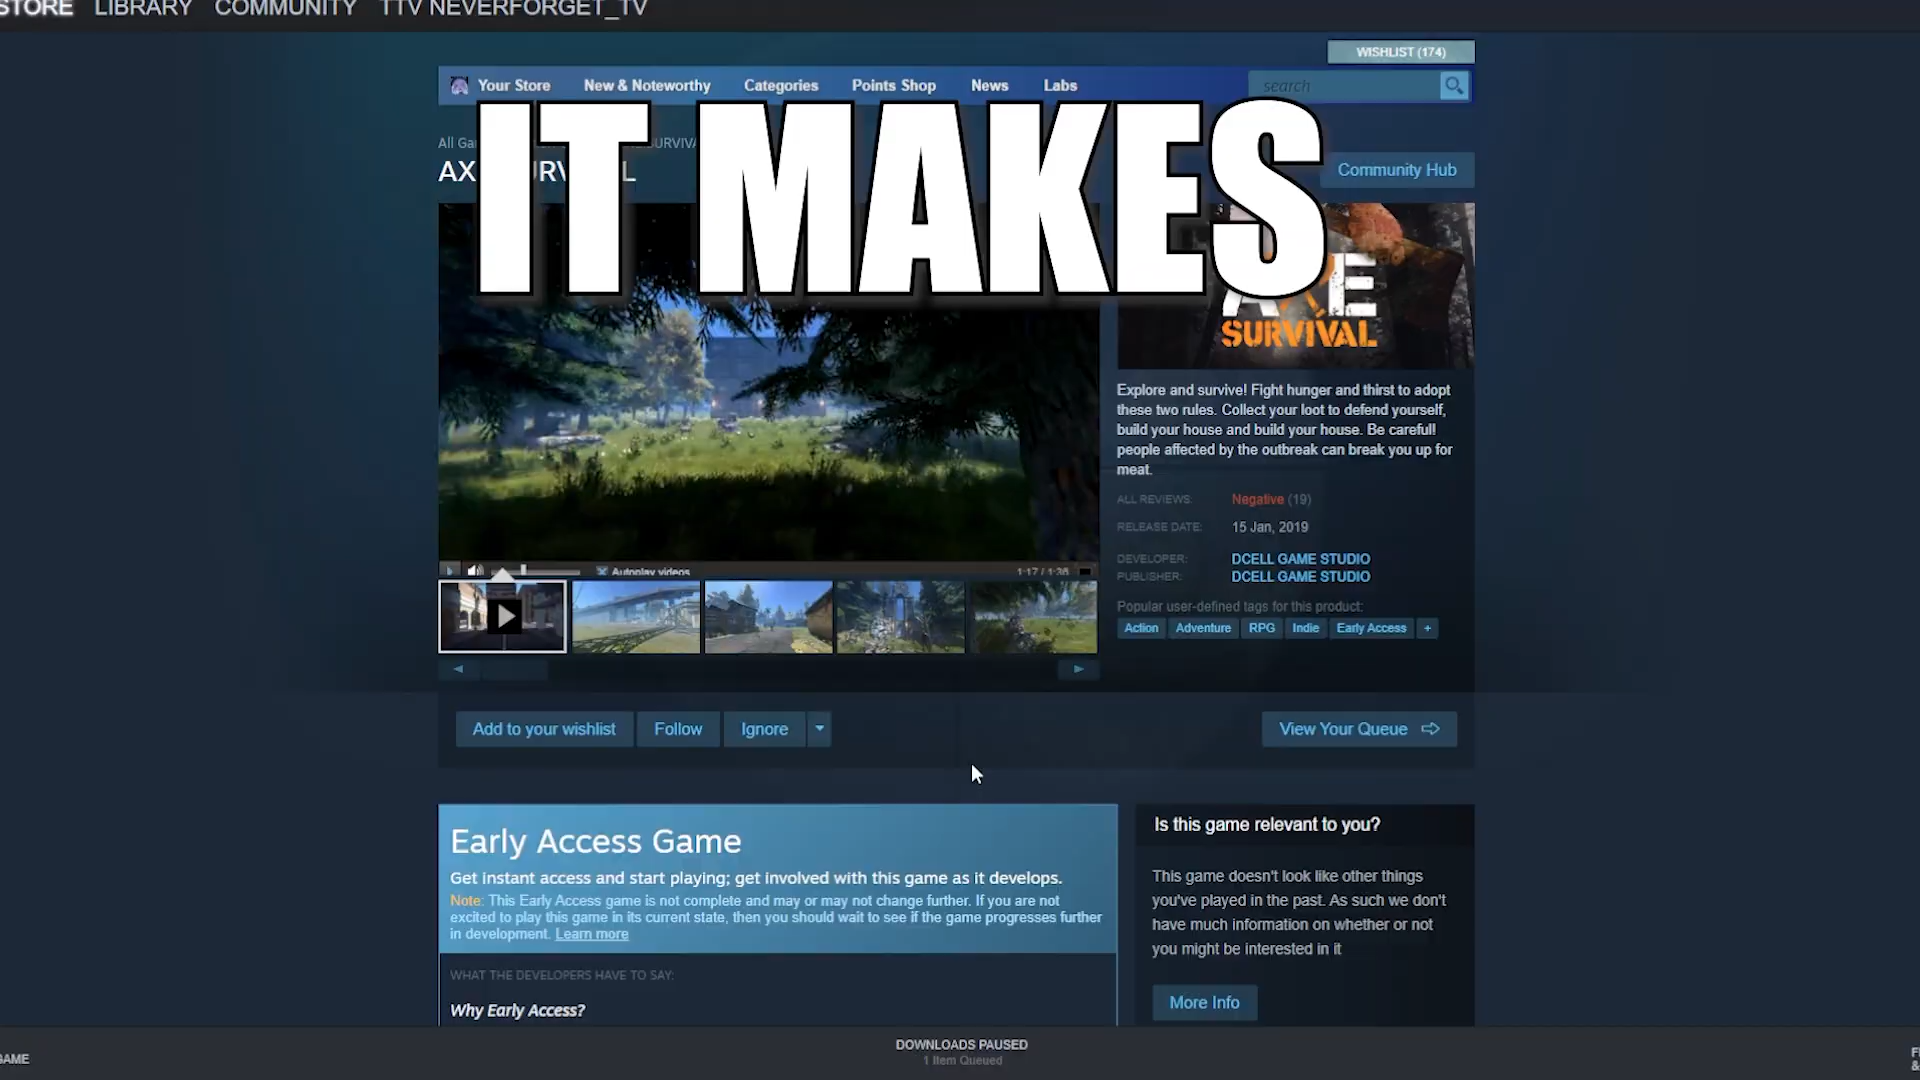 STORE LIBRARY COMMUNITY TTV NEVERFORGET_TV
WISHLIST (174)
Your Store New & Noteworthy Categories Points Shop News Labs search
IT MAKES
Community Hub
SURVIVAL
Explore and survive! Fight hunger and thirst to adopt
these two rules. Collect your loot to defend yourself,
build your house and build your house. Be careful!
people affected by the outbreak can break you up for
meat.
ALL REVIEWS: Negative (19)
RELEASE DATE: 15 Jan, 2019
DEVELOPER: DCELL GAME STUDIO
PUBLISHER: DCELL GAME STUDIO
Popular user-defined tags for this product:
Action Adventure RPG Indie Early Access +
Autoplay videos 1:17 / 1:36
Add to your wishlist Follow Ignore View Your Queue
Early Access Game
Get instant access and start playing; get involved with this game as it develops.
Note: This Early Access game is not complete and may or may not change further. If you are not
excited to play this game in its current state, then you should wait to see if the game progresses further
in development. Learn more
WHAT THE DEVELOPERS HAVE TO SAY:
Why Early Access?
Is this game relevant to you?
This game doesn't look like other things
you've played in the past. As such we don't
have much information on whether or not
you might be interested in it
More Info
DOWNLOADS PAUSED
1 Item Queued
GAME